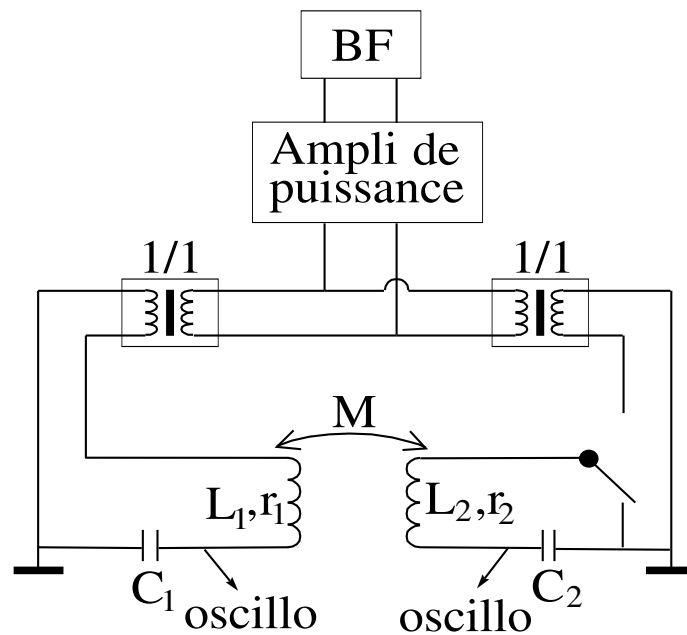 BF
Ampli de
puissance
1/1
1/1
M
L₁,r₁
L₂,r₂
C₁
C₂
oscillo
oscillo